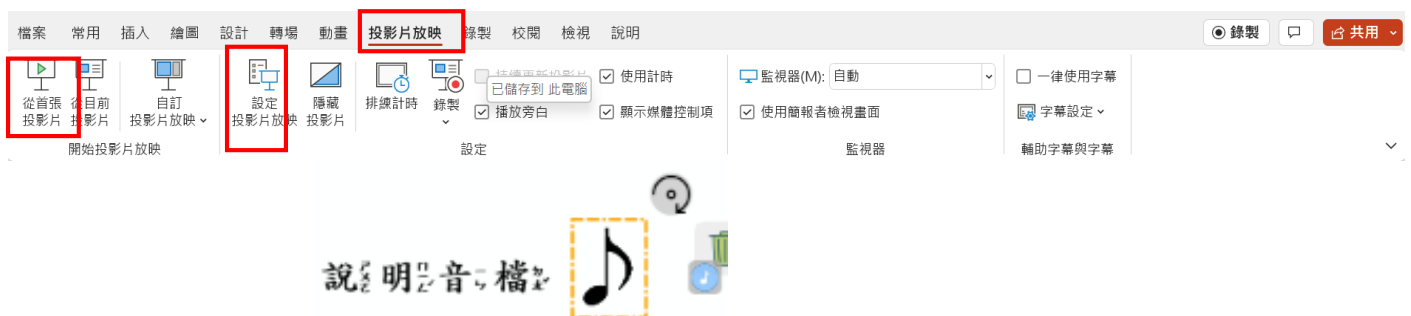 檔案 常用 插入 繪圖 設計 轉場 動畫 投影片放映 錄製 校閱 檢視 說明 錄製 共用
從首張投影片 從目前投影片 自訂投影片放映 設定投影片放映 隱藏投影片 排練計時 錄製 持續更新投影片 使用計時 監視器(M): 自動 一律使用字幕
已儲存到 此電腦
播放旁白 顯示媒體控制項 使用簡報者檢視畫面 字幕設定
開始投影片放映 設定 監視器 輔助字幕與字幕
說明音檔